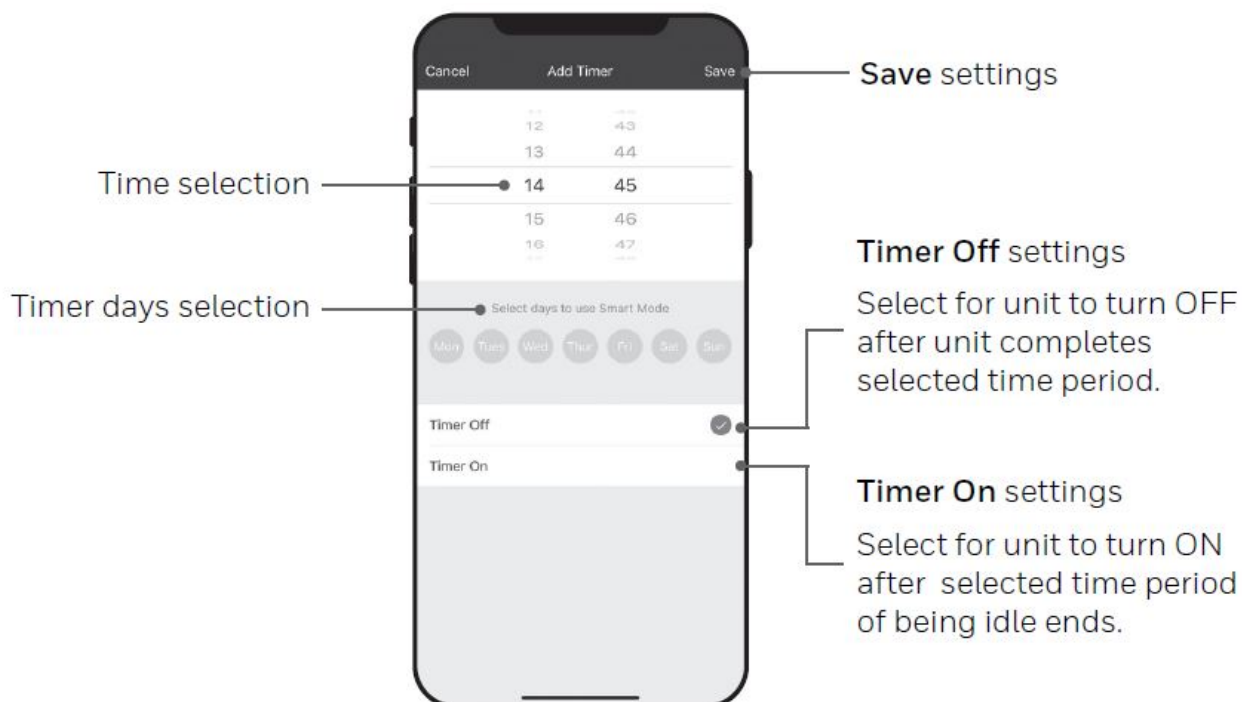 Cancel Add Timer Save
Save settings
12 43
13 44
Time selection
14 45
15 46
16 47
Timer Off settings
Select for unit to turn OFF
after unit completes
selected time period.
Timer days selection
Select days to use Smart Mode
Mon Tues Wed Thur Fri Sat Sun
Timer Off
Timer On
Timer On settings
Select for unit to turn ON
after selected time period
of being idle ends.